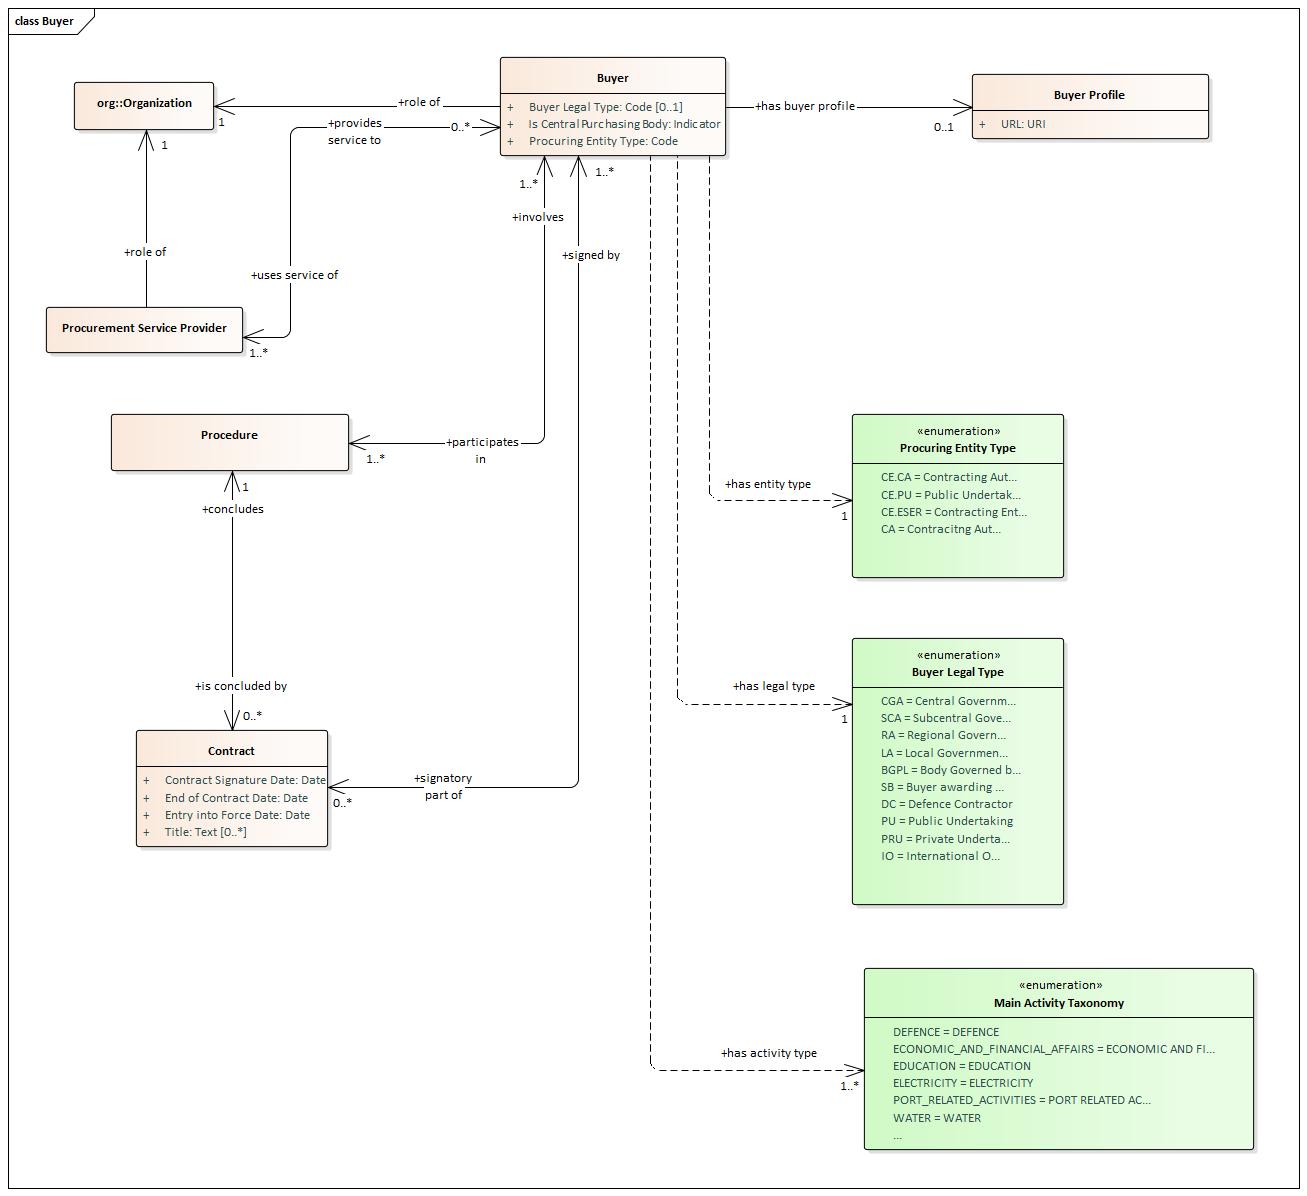 class Buyer
org::Organization
1
+role of
Buyer
+ Buyer Legal Type: Code [0..1]
+ Is Central Purchasing Body: Indicator
+ Procuring Entity Type: Code
+has buyer profile
0..1
Buyer Profile
+ URL: URI
+provides
service to
0..*
1
+role of
+uses service of
Procurement Service Provider
1..*
1..*
+involves
1..*
+signed by
Procedure
1..*
+participates
in
1
+concludes
+is concluded by
0..*
Contract
+ Contract Signature Date: Date
+ End of Contract Date: Date
+ Entry into Force Date: Date
+ Title: Text [0..*]
0..*
+signatory
part of
+has entity type
1
«enumeration»
Procuring Entity Type
CE.CA = Contracting Aut...
CE.PU = Public Undertak...
CE.ESER = Contracting Ent...
CA = Contracitng Aut...
+has legal type
1
«enumeration»
Buyer Legal Type
CGA = Central Governm...
SCA = Subcentral Gove...
RA = Regional Govern...
LA = Local Governmen...
BGPL = Body Governed b...
SB = Buyer awarding ...
DC = Defence Contractor
PU = Public Undertaking
PRU = Private Underta...
IO = International O...
+has activity type
1..*
«enumeration»
Main Activity Taxonomy
DEFENCE = DEFENCE
ECONOMIC_AND_FINANCIAL_AFFAIRS = ECONOMIC AND FI...
EDUCATION = EDUCATION
ELECTRICITY = ELECTRICITY
PORT_RELATED_ACTIVITIES = PORT RELATED AC...
WATER = WATER
...